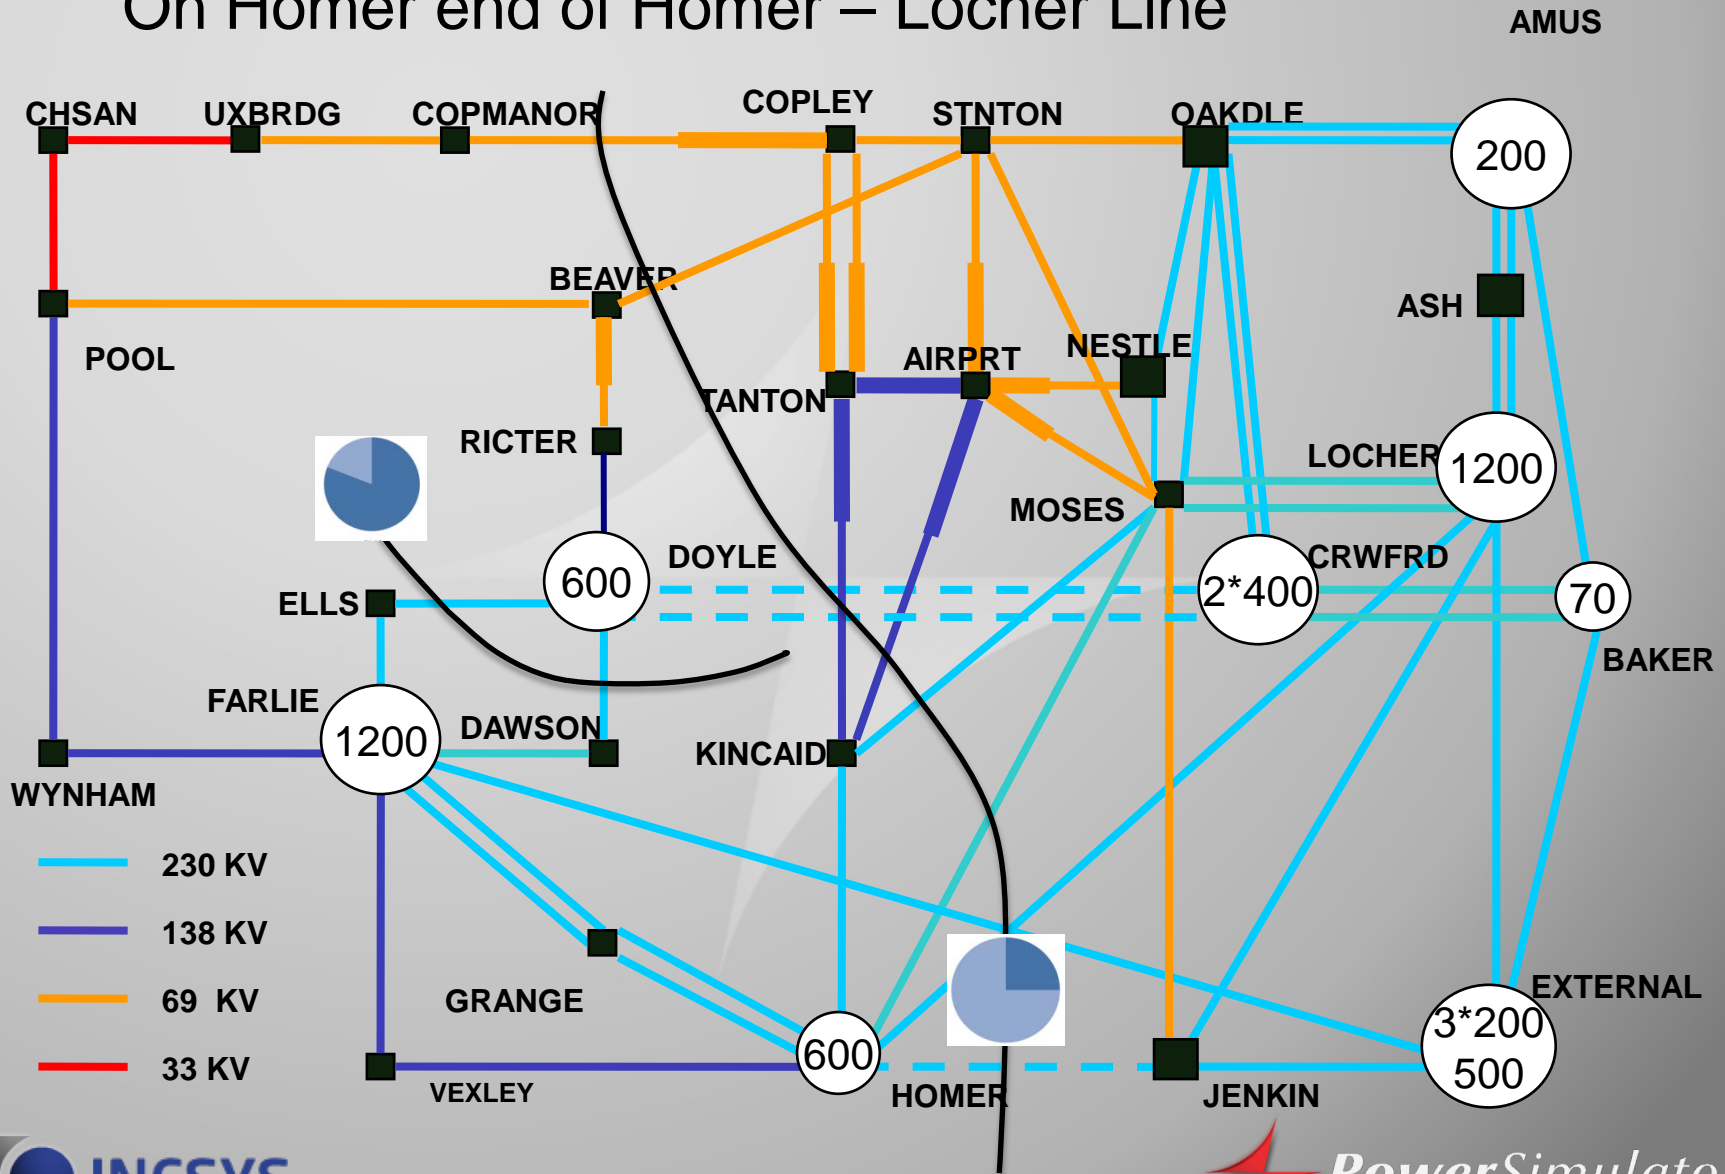 On Homer end of Homer – Locher Line
AMUS
CHSAN
UXBRDG
COPMANOR
COPLEY
STNTON
OAKDLE
200
BEAVER
ASH
POOL
AIRPRT
NESTLE
TANTON
RICTER
LOCHER
1200
MOSES
DOYLE
CRWFRD
600
2*400
70
ELLS
BAKER
FARLIE
DAWSON
1200
KINCAID
WYNHAM
230 KV
138 KV
69 KV
33 KV
GRANGE
EXTERNAL
3*200
500
600
VEXLEY
HOMER
JENKIN
INCSYS
PowerSimulato